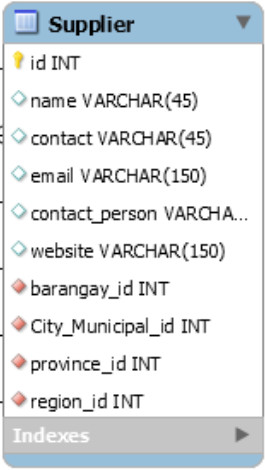 Supplier
id INT
name VARCHAR(45)
contact VARCHAR(45)
email VARCHAR(150)
contact_person VARCHA...
website VARCHAR(150)
barangay_id INT
City_Municipal_id INT
province_id INT
region_id INT
Indexes